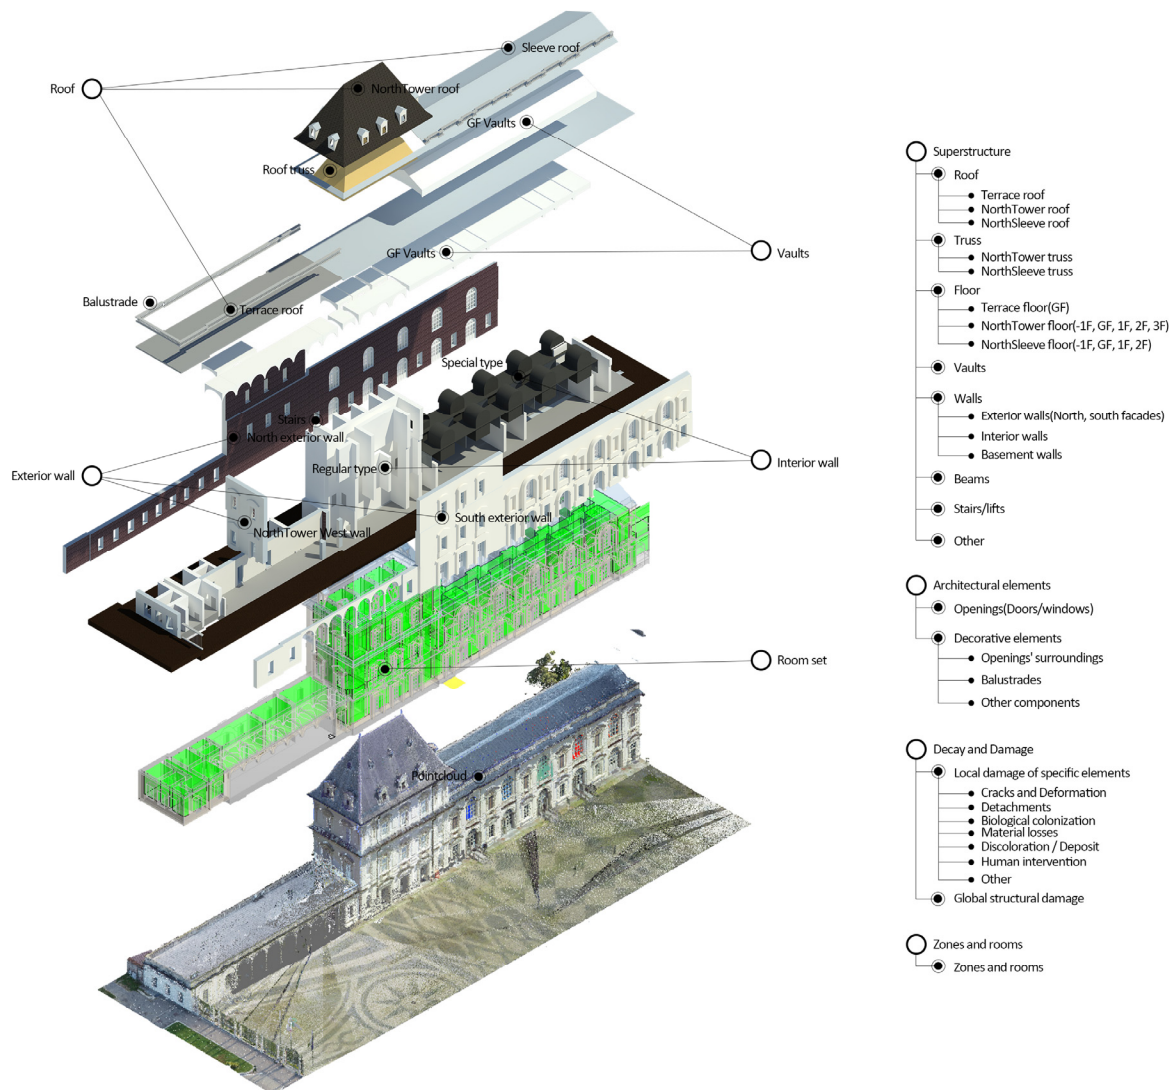 Sleeve roof
Roof
NorthTower roof
GF Vaults
Roof truss
GF Vaults
Vaults
Balustrade
Terrace roof
Special type
Stairs
North exterior wall
Regular type
Interior wall
Exterior wall
South exterior wall
NorthTower West wall
Room set
Pointcloud
Superstructure
Roof
Terrace roof
NorthTower roof
NorthSleeve roof
Truss
NorthTower truss
NorthSleeve truss
Floor
Terrace floor(GF)
NorthTower floor(-1F, GF, 1F, 2F, 3F)
NorthSleeve floor(-1F, GF, 1F, 2F)
Vaults
Walls
Exterior walls(North, south facades)
Interior walls
Basement walls
Beams
Stairs/lifts
Other
Architectural elements
Openings(Doors/windows)
Decorative elements
Openings' surroundings
Balustrades
Other components
Decay and Damage
Local damage of specific elements
Cracks and Deformation
Detachments
Biological colonization
Material losses
Discoloration / Deposit
Human intervention
Other
Global structural damage
Zones and rooms
Zones and rooms